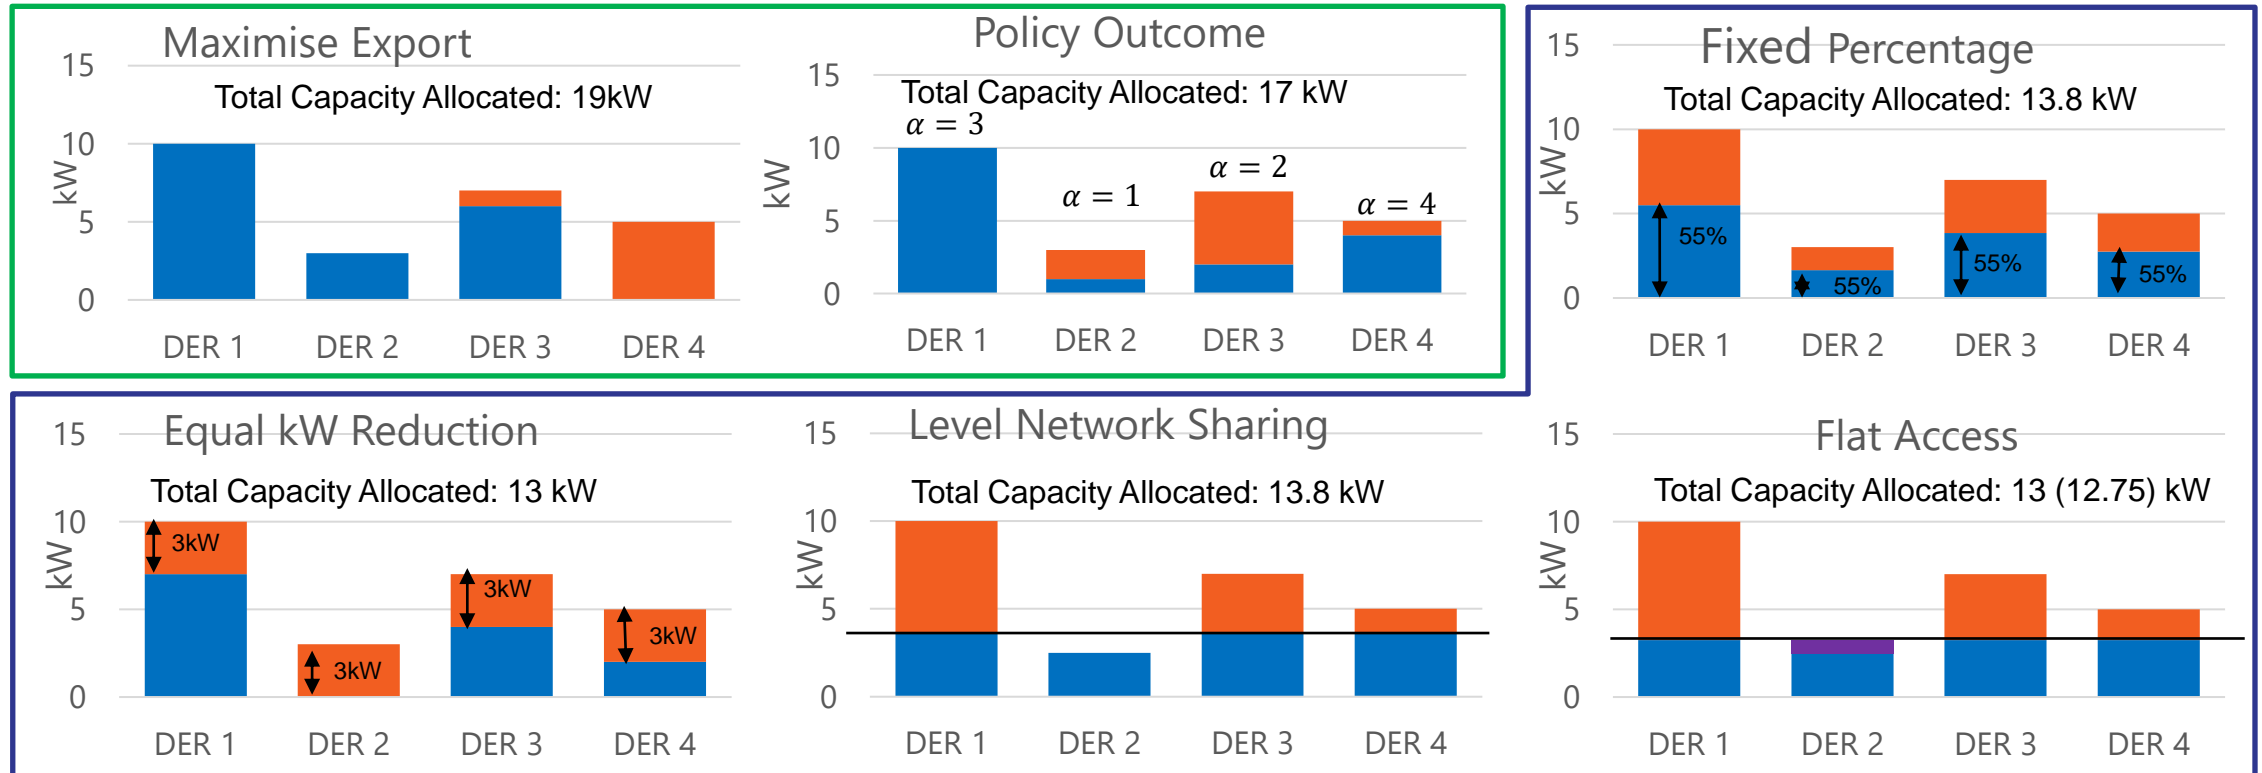 Maximise Export
Total Capacity Allocated: 19kW
15
10
5
0
kW
DER 1 DER 2 DER 3 DER 4
Policy Outcome
Total Capacity Allocated: 17 kW
15
10
5
0
kW
α = 3
α = 1
α = 2
α = 4
DER 1 DER 2 DER 3 DER 4
Fixed Percentage
Total Capacity Allocated: 13.8 kW
15
10
5
0
kW
55%
55%
55%
55%
DER 1 DER 2 DER 3 DER 4
Equal kW Reduction
Total Capacity Allocated: 13 kW
15
10
5
0
kW
3kW
3kW
3kW
3kW
DER 1 DER 2 DER 3 DER 4
Level Network Sharing
Total Capacity Allocated: 13.8 kW
15
10
5
0
kW
DER 1 DER 2 DER 3 DER 4
Flat Access
Total Capacity Allocated: 13 (12.75) kW
15
10
5
0
kW
DER 1 DER 2 DER 3 DER 4